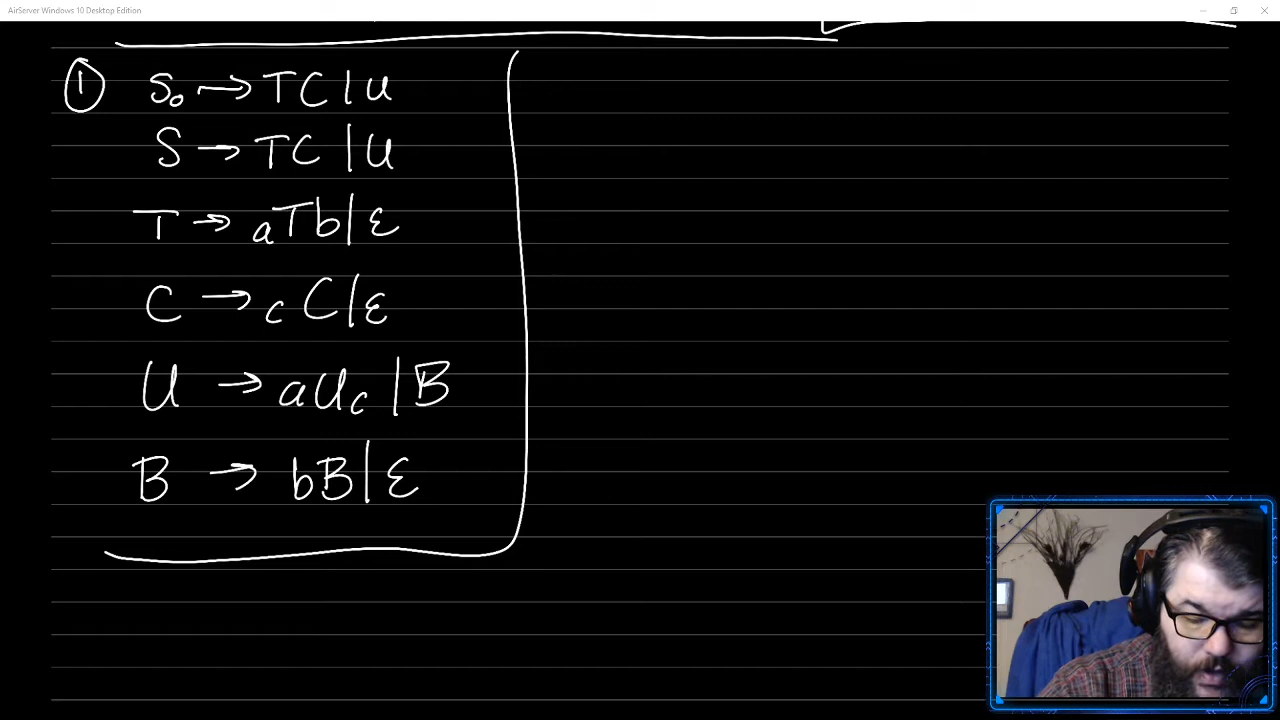 AirServer Windows 10 Desktop Edition
① S₀ → TC | U
S → TC | U
T → aTb | ε
C → cC | ε
U → aUc | B
B → bB | ε